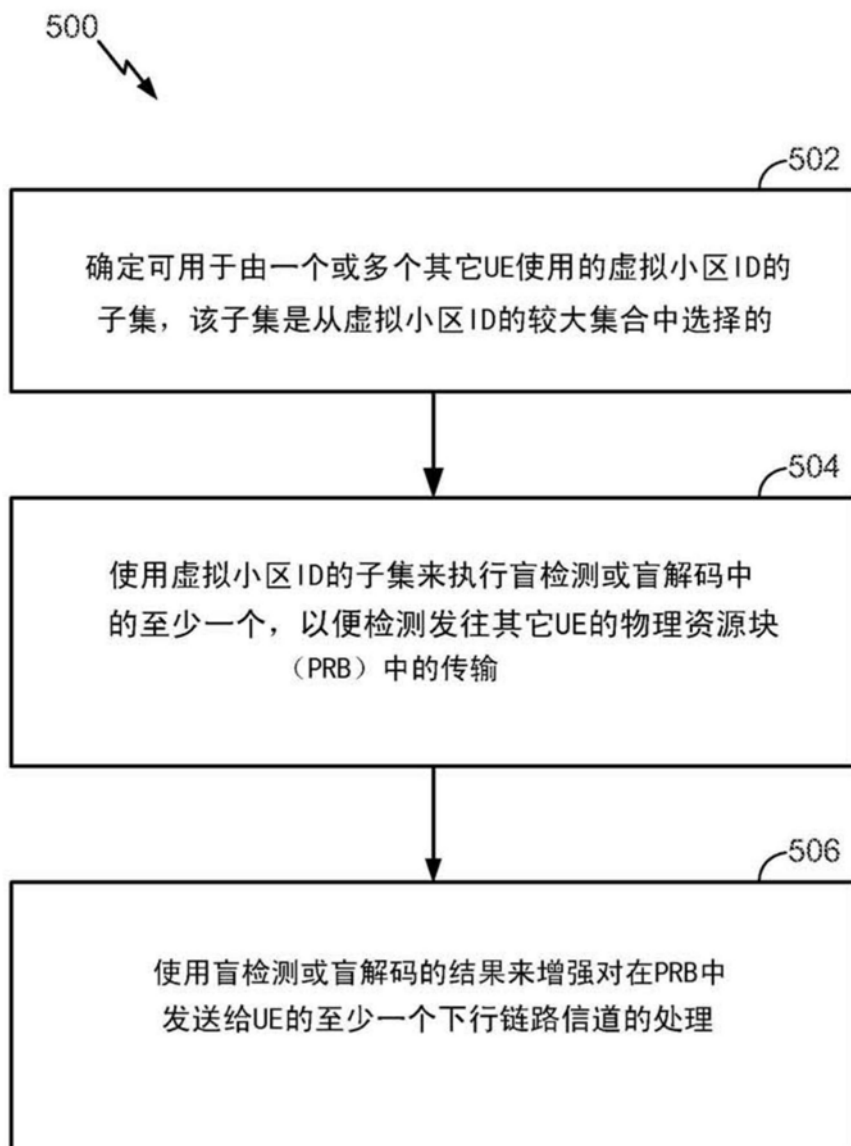 500
502
确定可用于由一个或多个其它UE使用的虚拟小区ID的
子集，该子集是从虚拟小区ID的较大集合中选择的
504
使用虚拟小区ID的子集来执行盲检测或盲解码中
的至少一个，以便检测发往其它UE的物理资源块
（PRB）中的传输
506
使用盲检测或盲解码的结果来增强对在PRB中
发送给UE的至少一个下行链路信道的处理